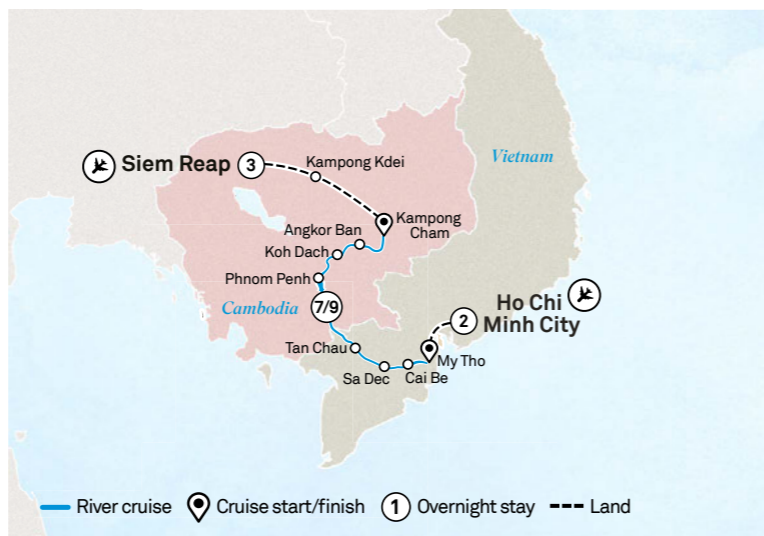 Vietnam
Siem Reap
3
Kampong Kdei
Kampong
Cham
Angkor Ban
Koh Dach
Phnom Penh
Cambodia
7/9
Ho Chi
Minh City
2
Tan Chau
My Tho
Sa Dec
Cai Be
River cruise
Cruise start/finish
1
Overnight stay
Land